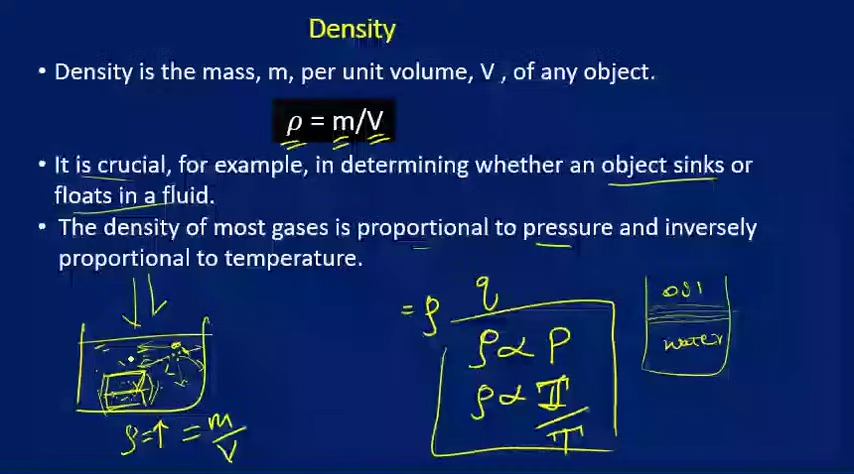 Density
• Density is the mass, m, per unit volume, V , of any object.
ρ = m/V
• It is crucial, for example, in determining whether an object sinks or
floats in a fluid.
• The density of most gases is proportional to pressure and inversely
proportional to temperature.
= ρ
ρ ∝ P
ρ ∝ I/T
oil
water
ρ=↑ = m/V